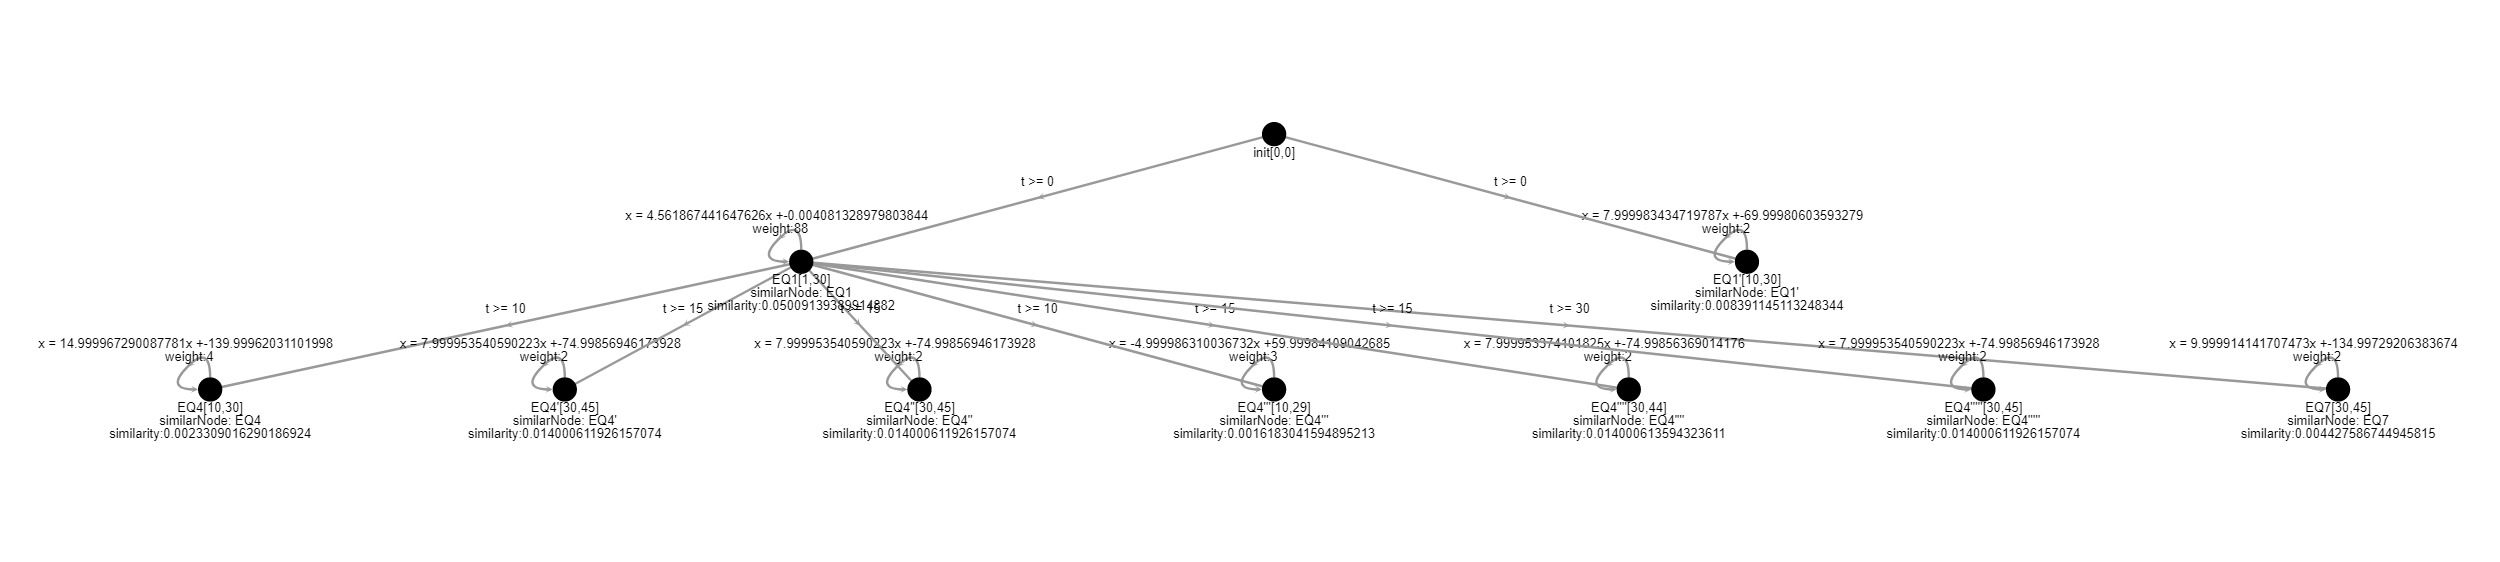 init[0,0]
t >= 0
t >= 0
x = 4.561867441647626x +-0.004081328979803844
weight:88
x = 7.999983434719787x +-69.99980603593279
weight:2
EQ1[1,30]
similarNode: EQ1
EQ1'[10,30]
similarNode: EQ1'
similarity:0.008391145113248344
t >= 10
t >= 15
t >= 15
t >= 10
t >= 15
t >= 15
t >= 30
x = 14.999967290087781x +-139.99962031101998
weight:4
x = 7.999953540590223x +-74.99856946173928
weight:2
x = 7.999953540590223x +-74.99856946173928
weight:2
x = -4.999986310036732x +59.99984109042685
weight:3
x = 7.999953374101825x +-74.99856369014176
weight:2
x = 7.999953540590223x +-74.99856946173928
weight:2
x = 9.999914141707473x +-134.99729206383674
weight:2
EQ4[10,30]
similarNode: EQ4
similarity:0.0023309016290186924
EQ4'[30,45]
similarNode: EQ4'
similarity:0.014000611926157074
EQ4''[30,45]
similarNode: EQ4''
similarity:0.014000611926157074
EQ4'''[10,29]
similarNode: EQ4'''
similarity:0.0016183041594895213
EQ4''''[30,44]
similarNode: EQ4''''
similarity:0.014000613594323611
EQ4'''''[30,45]
similarNode: EQ4'''''
similarity:0.014000611926157074
EQ7[30,45]
similarNode: EQ7
similarity:0.004427586744945815